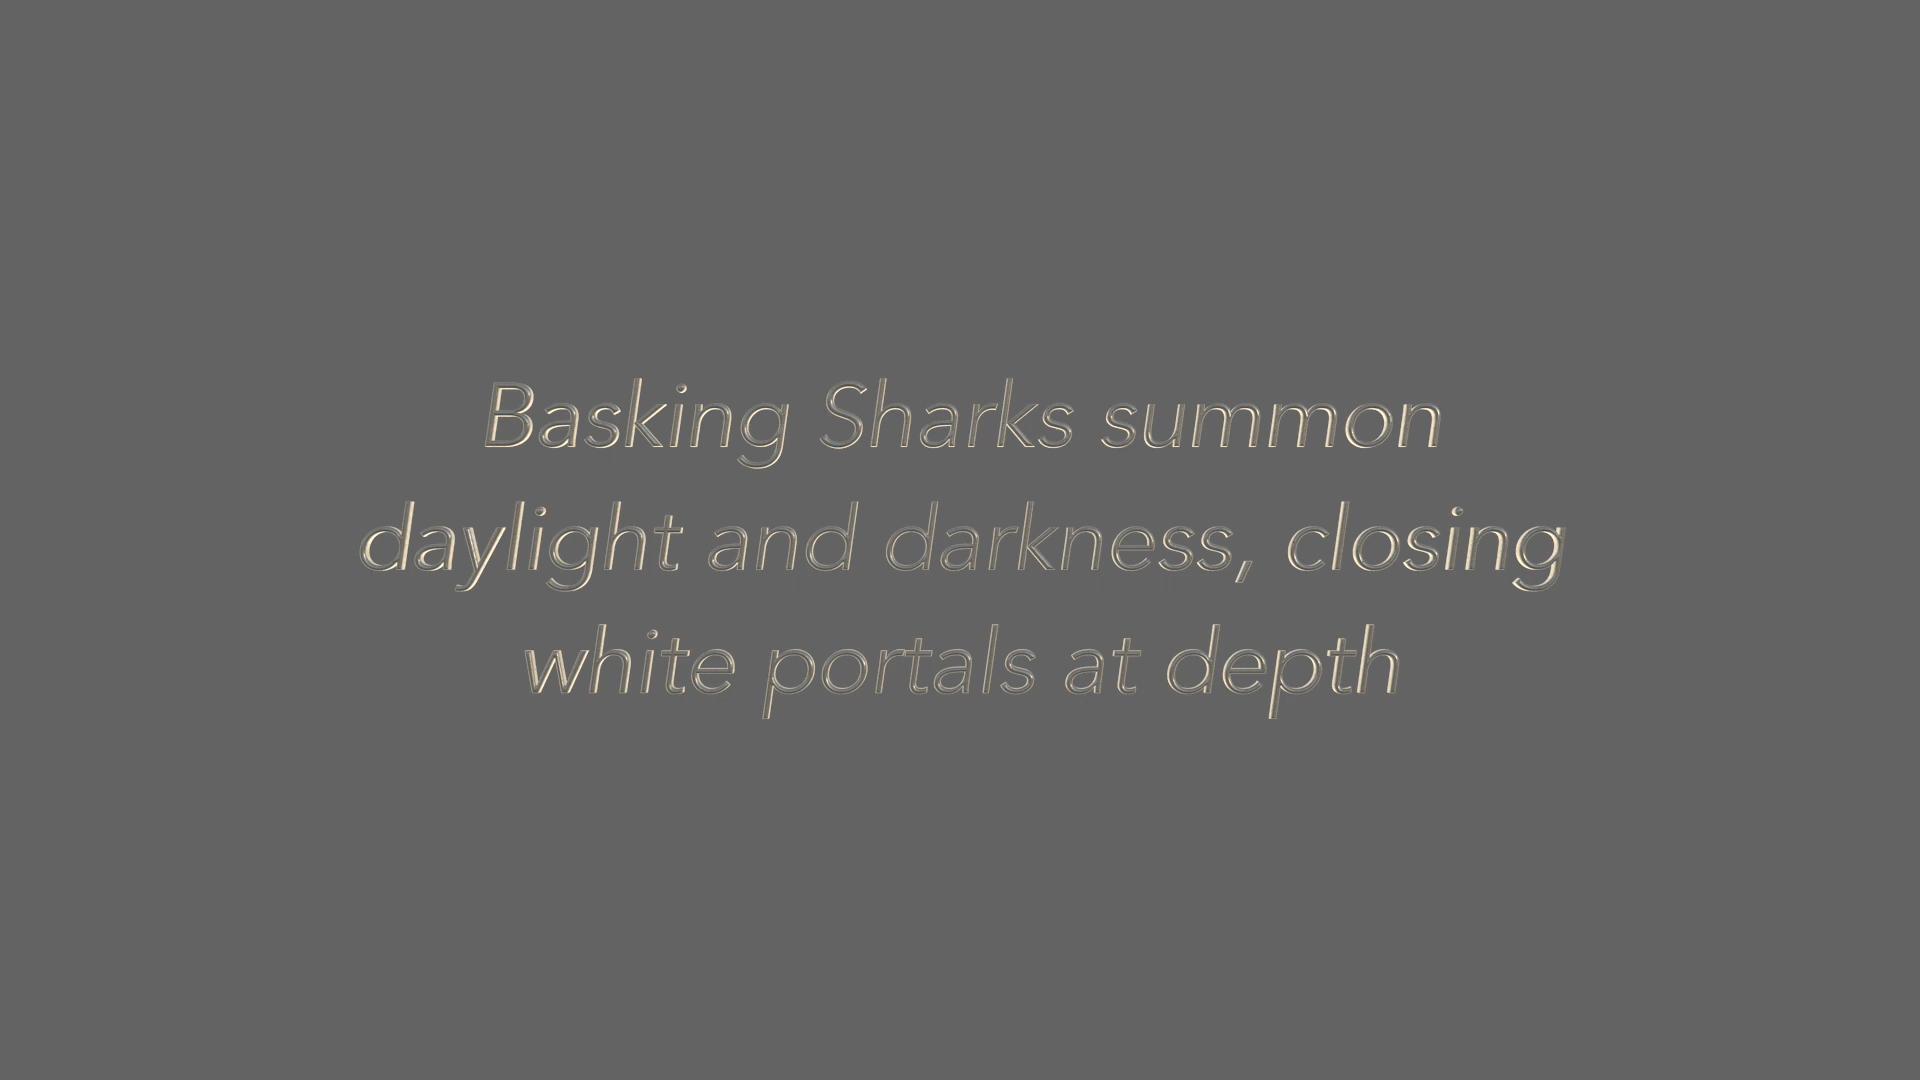 Basking Sharks summon
daylight and darkness, closing
white portals at depth